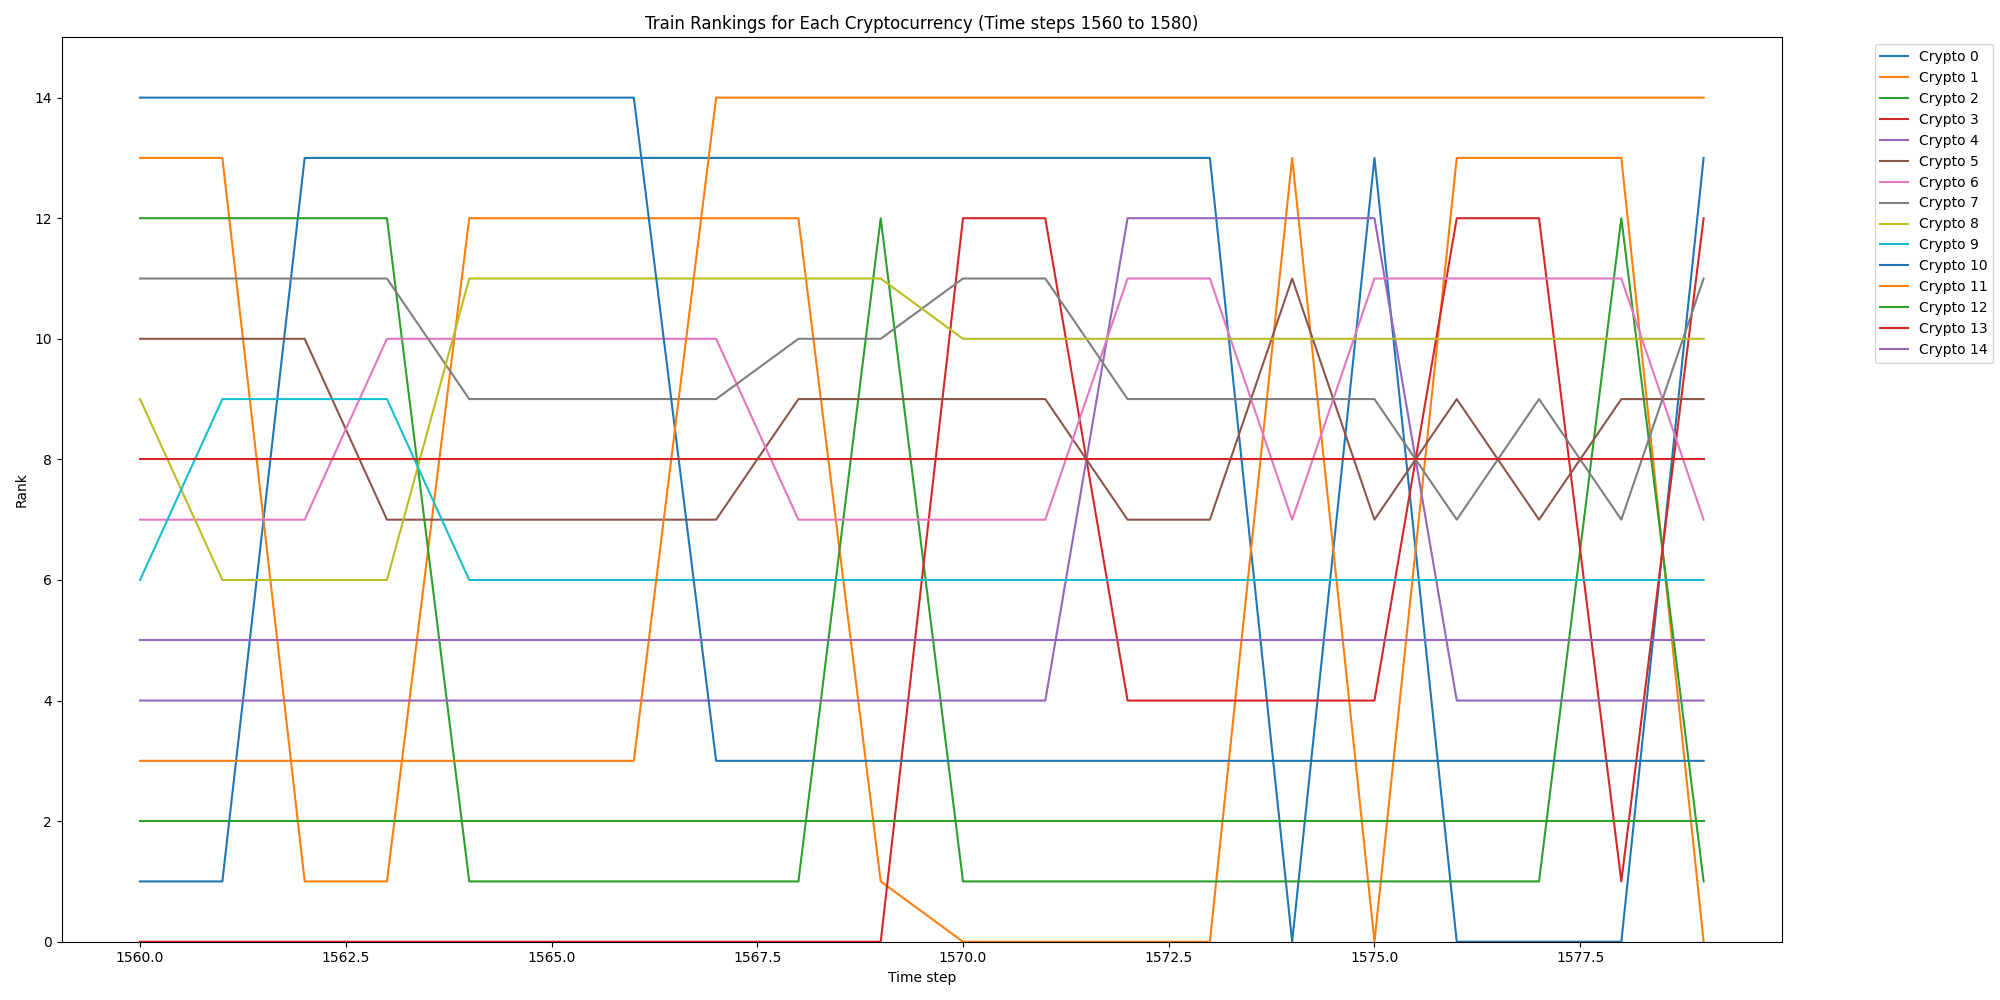 Train Rankings for Each Cryptocurrency (Time steps 1560 to 1580)
Crypto 0
Crypto 1
Crypto 2
Crypto 3
Crypto 4
Crypto 5
Crypto 6
Crypto 7
Crypto 8
Crypto 9
Crypto 10
Crypto 11
Crypto 12
Crypto 13
Crypto 14
Rank
14
12
10
8
6
4
2
0
1560.0 1562.5 1565.0 1567.5 1570.0 1572.5 1575.0 1577.5
Time step